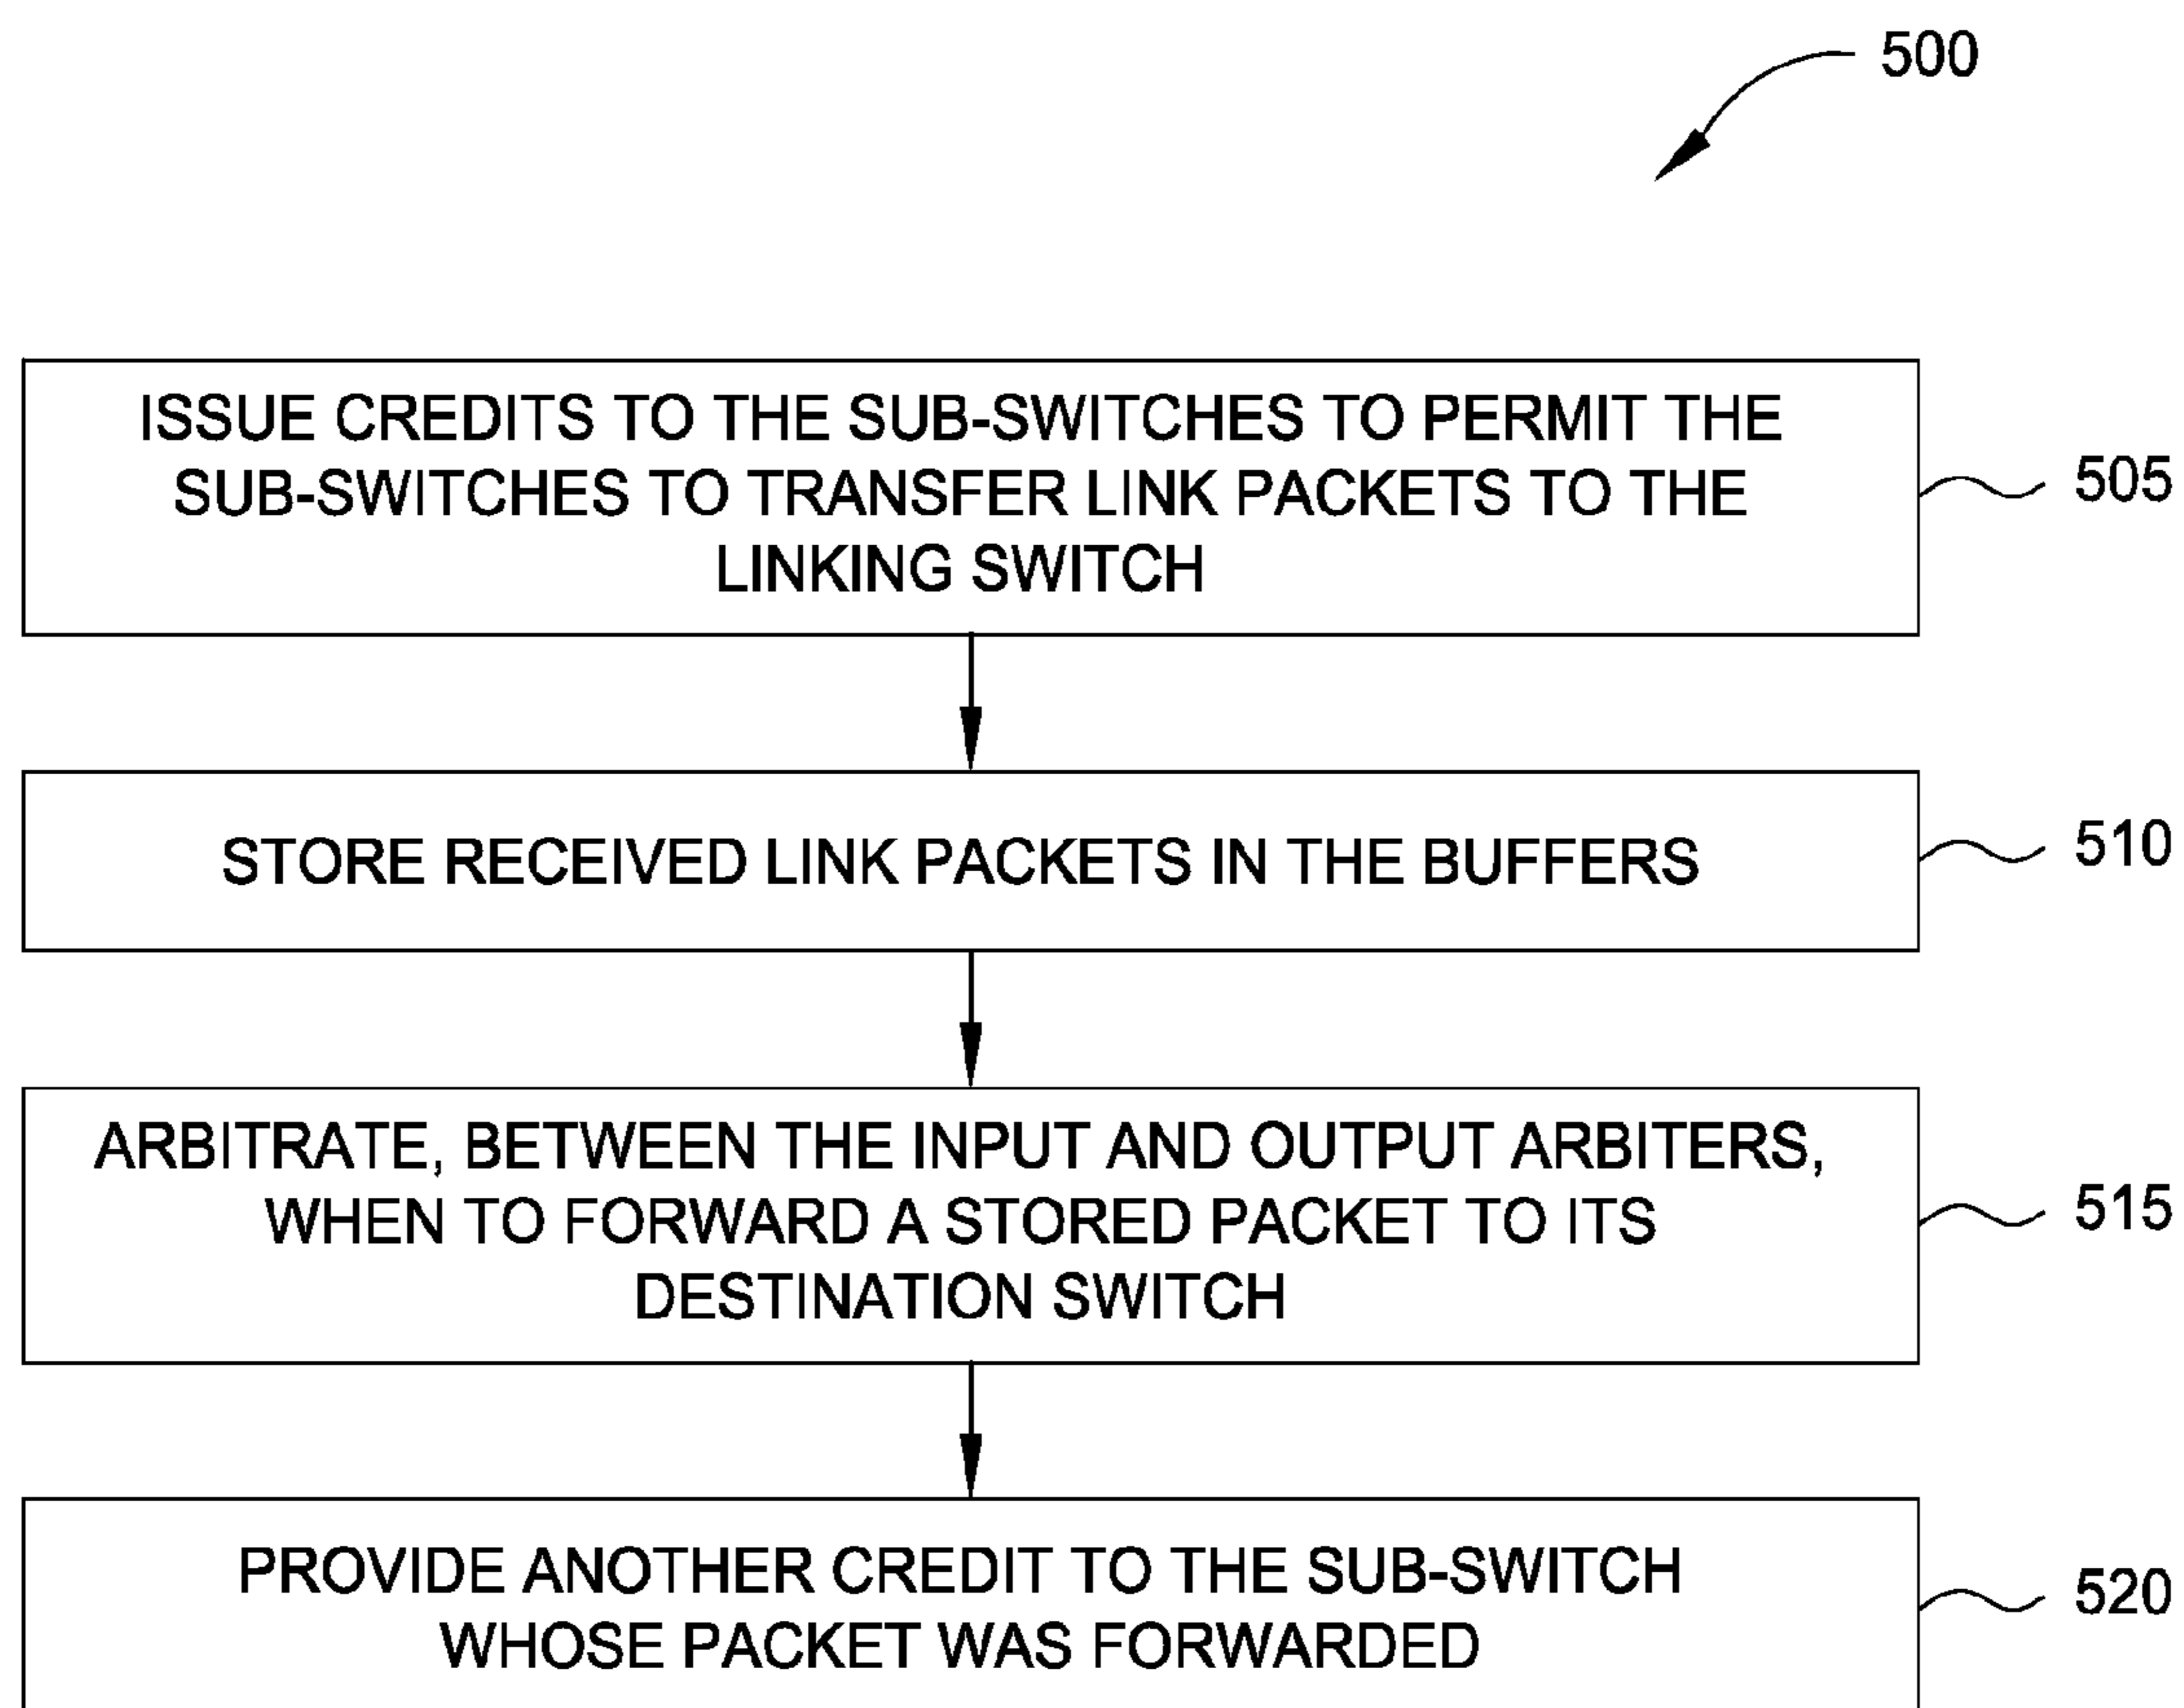 500
ISSUE CREDITS TO THE SUB-SWITCHES TO PERMIT THE
SUB-SWITCHES TO TRANSFER LINK PACKETS TO THE
LINKING SWITCH
505
STORE RECEIVED LINK PACKETS IN THE BUFFERS
510
ARBITRATE, BETWEEN THE INPUT AND OUTPUT ARBITERS,
WHEN TO FORWARD A STORED PACKET TO ITS
DESTINATION SWITCH
515
PROVIDE ANOTHER CREDIT TO THE SUB-SWITCH
WHOSE PACKET WAS FORWARDED
520